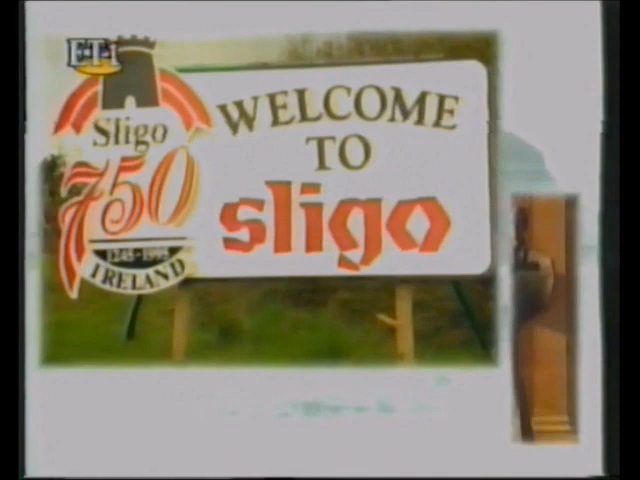 ET1
Sligo
750
1245-1995
IRELAND
WELCOME
TO
sligo